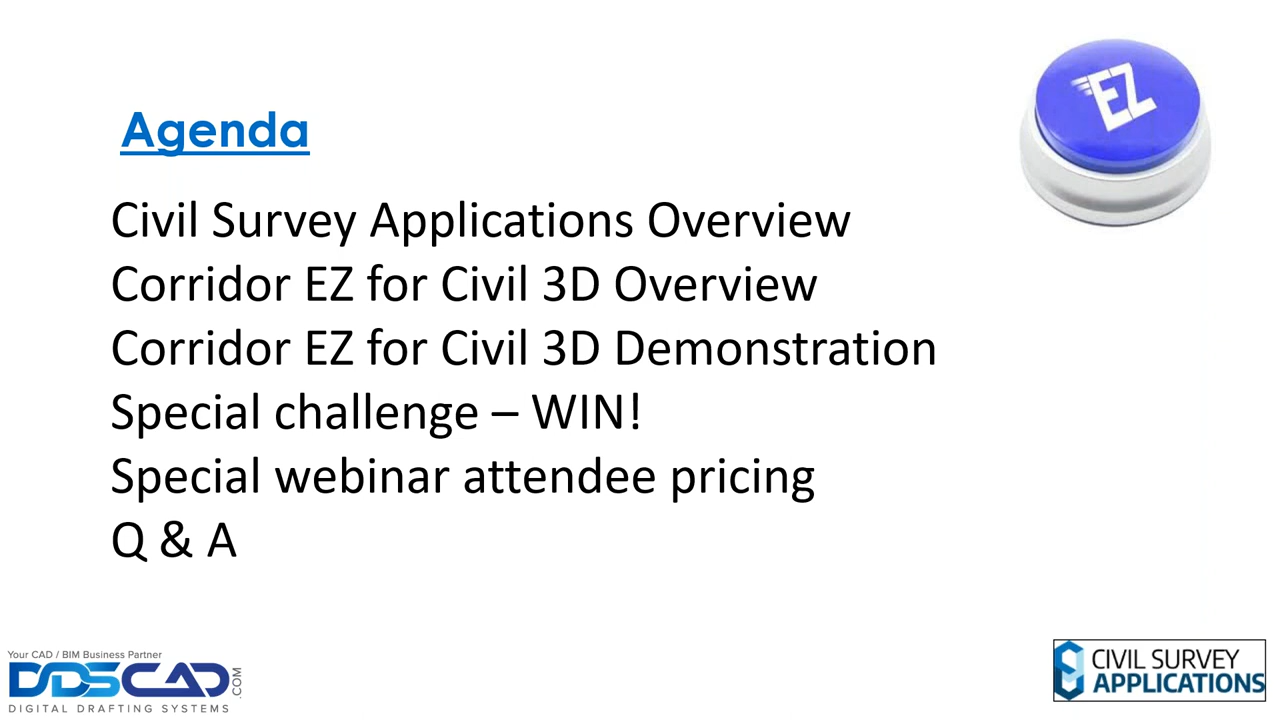 EZ
Agenda
Civil Survey Applications Overview
Corridor EZ for Civil 3D Overview
Corridor EZ for Civil 3D Demonstration
Special challenge – WIN!
Special webinar attendee pricing
Q & A
Your CAD / BIM Business Partner
DDSCAD.COM
DIGITAL DRAFTING SYSTEMS
CIVIL SURVEY
APPLICATIONS